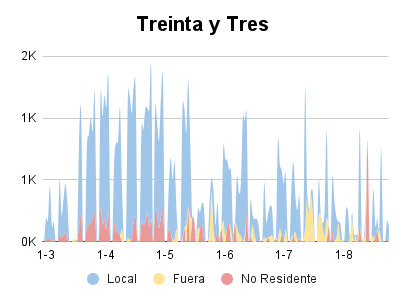 Treinta y Tres
2K
1K
1K
0K
1-3 1-4 1-5 1-6 1-7 1-8
Local Fuera No Residente